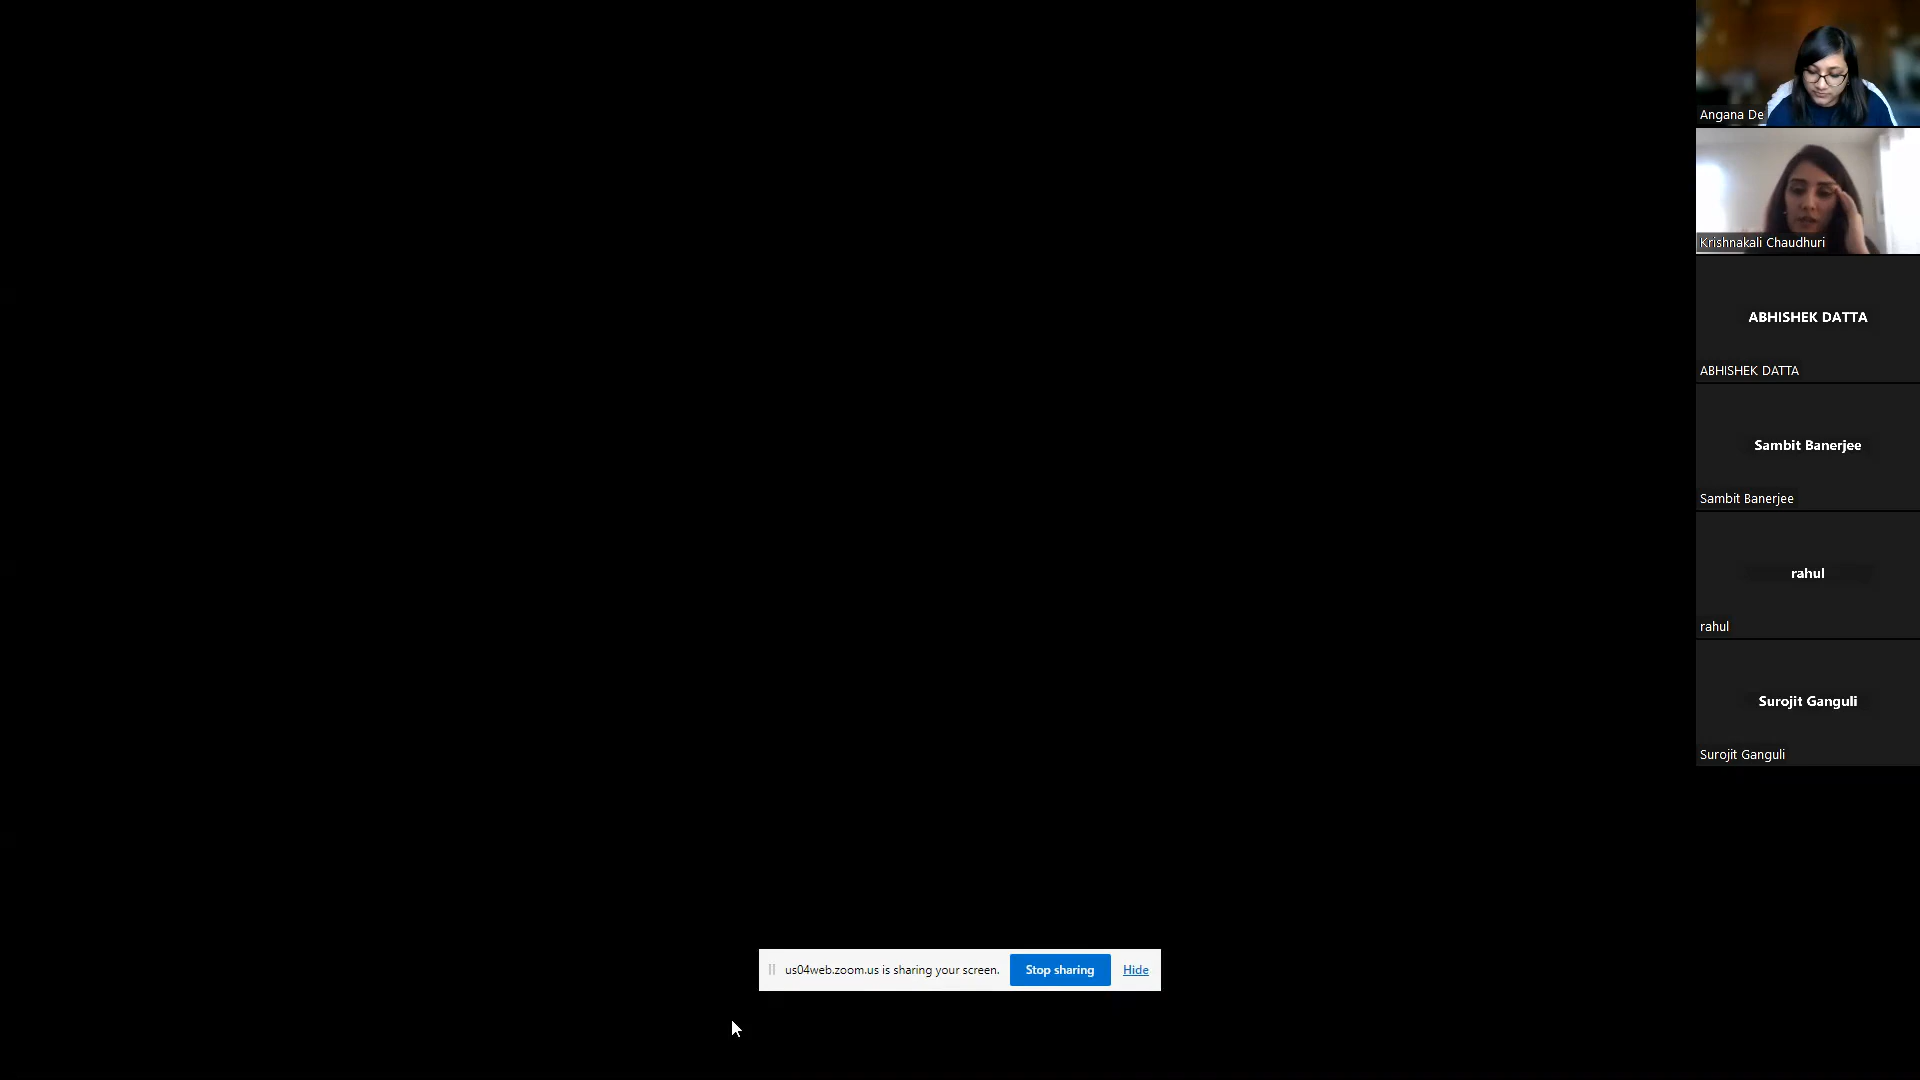 Angana De
Krishnakali Chaudhuri
ABHISHEK DATTA
ABHISHEK DATTA
Sambit Banerjee
Sambit Banerjee
rahul
rahul
Surojit Ganguli
Surojit Ganguli
us04web.zoom.us is sharing your screen. Stop sharing Hide